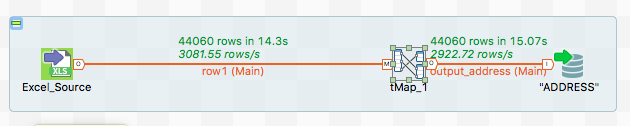 44060 rows in 14.3s
3081.55 rows/s
row1 (Main)
44060 rows in 15.07s
2922.72 rows/s
output_address (Main)
XLS
O
M
O
I
Excel_Source
tMap_1
"ADDRESS"